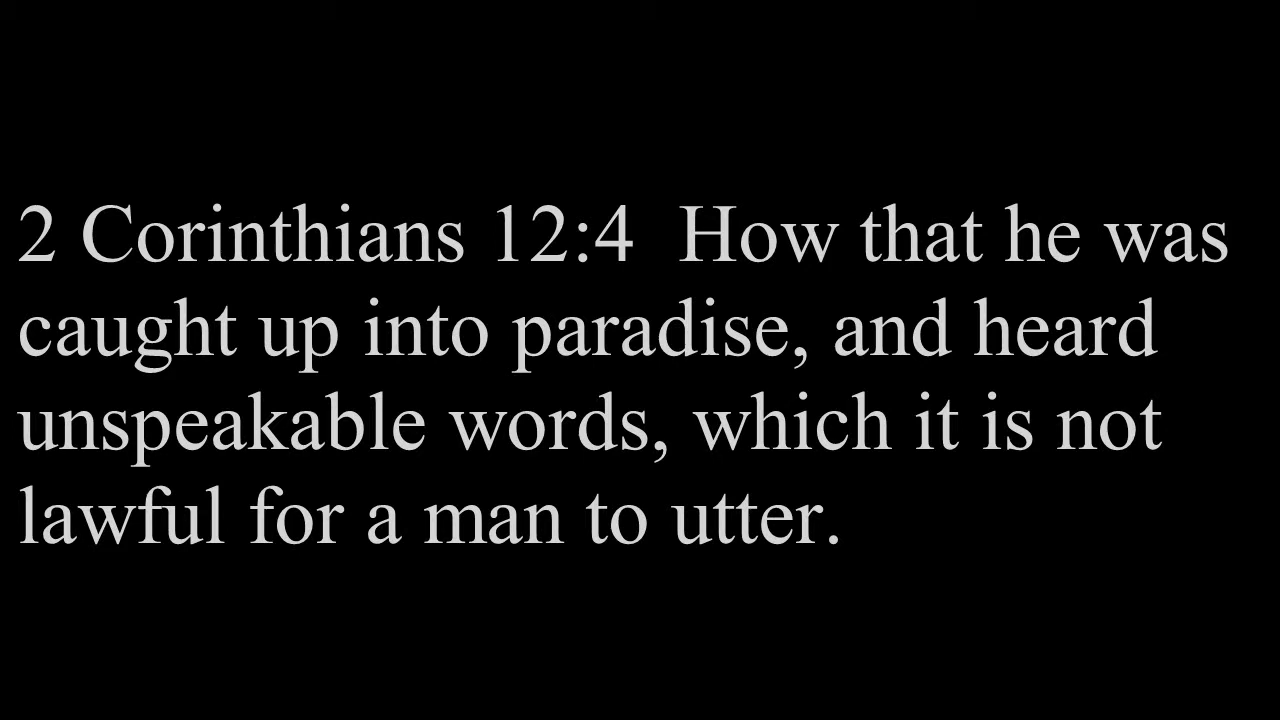 2 Corinthians 12:4  How that he was
caught up into paradise, and heard
unspeakable words, which it is not
lawful for a man to utter.